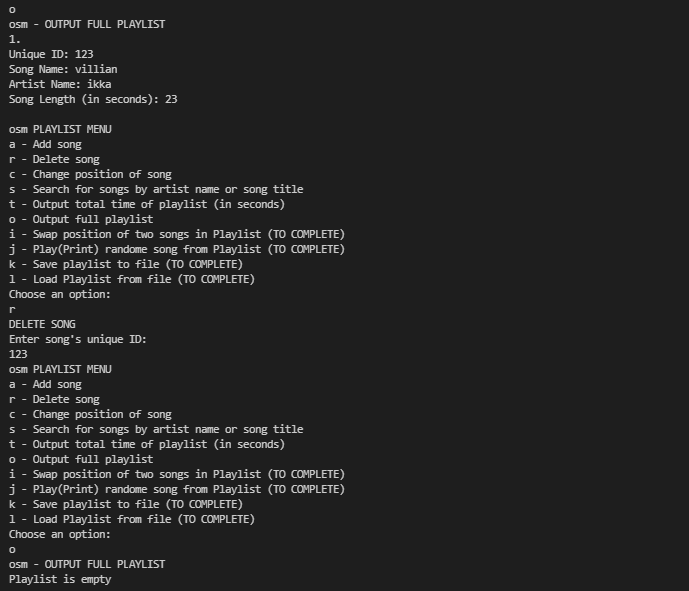 o
osm - OUTPUT FULL PLAYLIST
1.
Unique ID: 123
Song Name: villian
Artist Name: ikka
Song Length (in seconds): 23

osm PLAYLIST MENU
a - Add song
r - Delete song
c - Change position of song
s - Search for songs by artist name or song title
t - Output total time of playlist (in seconds)
o - Output full playlist
i - Swap position of two songs in Playlist (TO COMPLETE)
j - Play(Print) randome song from Playlist (TO COMPLETE)
k - Save playlist to file (TO COMPLETE)
l - Load Playlist from file (TO COMPLETE)
Choose an option:
r
DELETE SONG
Enter song's unique ID:
123
osm PLAYLIST MENU
a - Add song
r - Delete song
c - Change position of song
s - Search for songs by artist name or song title
t - Output total time of playlist (in seconds)
o - Output full playlist
i - Swap position of two songs in Playlist (TO COMPLETE)
j - Play(Print) randome song from Playlist (TO COMPLETE)
k - Save playlist to file (TO COMPLETE)
l - Load Playlist from file (TO COMPLETE)
Choose an option:
o
osm - OUTPUT FULL PLAYLIST
Playlist is empty